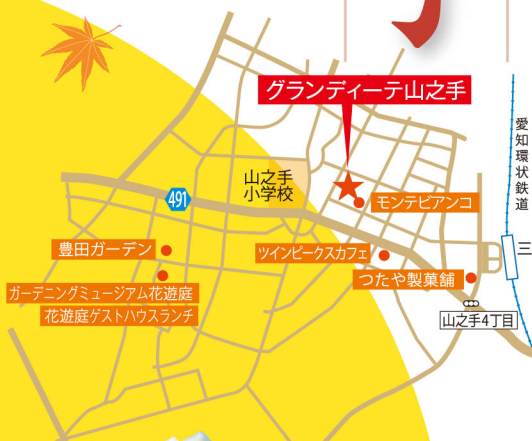 グランディーテ山之手
愛知環状鉄道
山之手
小学校
491
モンテビアンコ
豊田ガーデン
ツインピークスカフェ
三
つたや製菓舗
ガーデニングミュージアム花遊庭
花遊庭ゲストハウスランチ
山之手4丁目